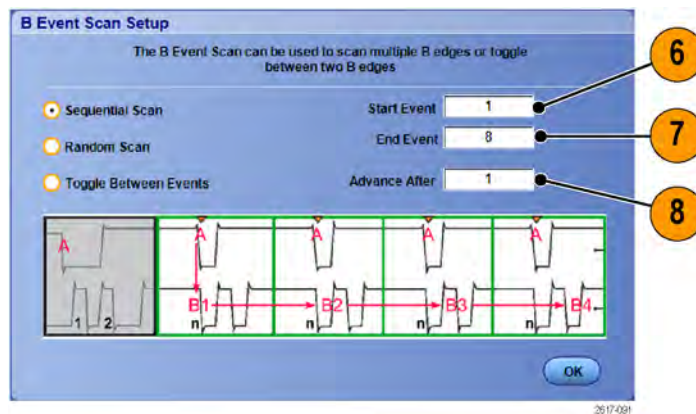 B Event Scan Setup
The B Event Scan can be used to scan multiple B edges or toggle
between two B edges
Sequential Scan
Random Scan
Toggle Between Events
Start Event 1
End Event 8
Advance After 1
6
7
8
A A A A A
B1 B2 B3 B4
1 2 n n n n
OK
2617-091